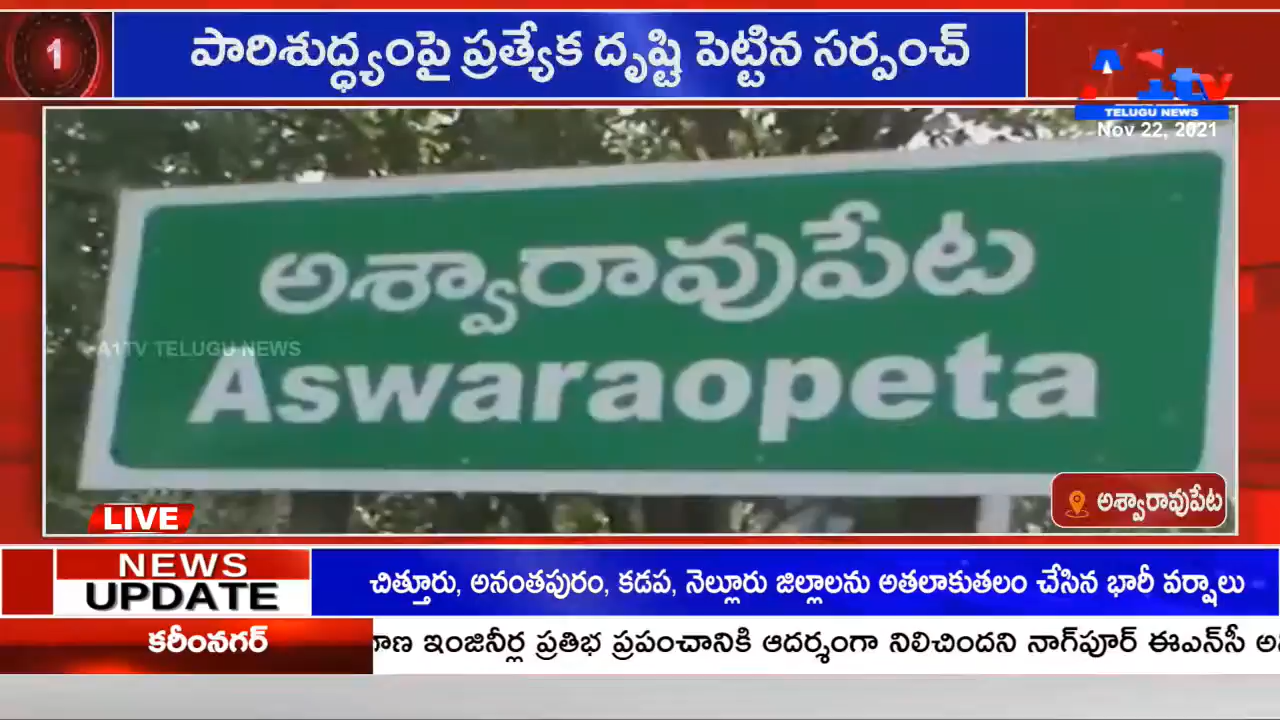 1
పారిశుద్ధ్యంపై ప్రత్యేక దృష్టి పెట్టిన సర్పంచ్
A1tv
TELUGU NEWS
Nov 22, 2021
అశ్వారావుపేట
A1TV TELUGU NEWS
Aswaraopeta
LIVE
అశ్వారావుపేట
NEWS
UPDATE
చిత్తూరు, అనంతపురం, కడప, నెల్లూరు జిల్లాలను అతలాకుతలం చేసిన భారీ వర్షాలు
కరీంనగర్
ఇంజినీర్ల ప్రతిభ ప్రపంచానికి ఆదర్శంగా నిలిచిందని నాగ్‌పూర్ ఈఎన్‌సీ